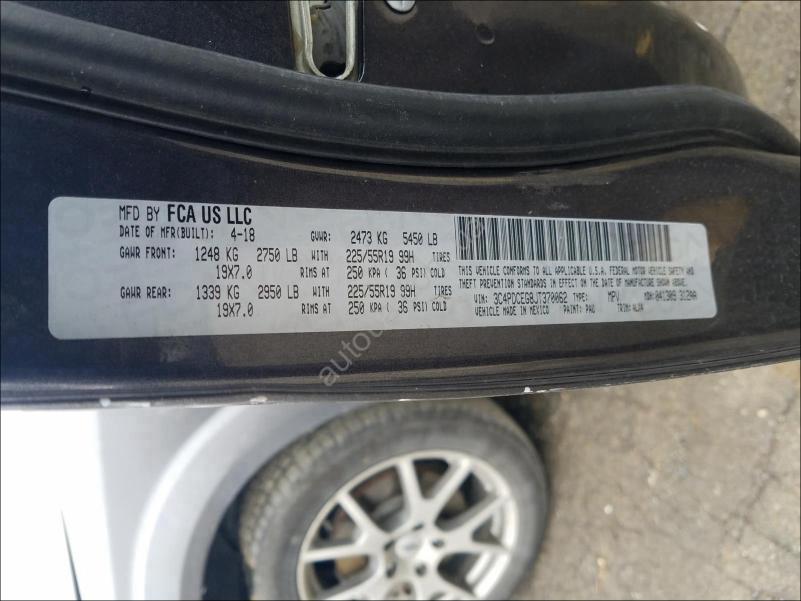 MFD BY FCA US LLC
DATE OF MFR(BUILT): 4-18 GVWR: 2473 KG 5450 LB
GAWR FRONT: 1248 KG 2750 LB WITH 225/55R19 99H TIRES
19X7.0 RIMS AT 250 KPA ( 36 PSI) COLD
GAWR REAR: 1339 KG 2950 LB WITH 225/55R19 99H TIRES
19X7.0 RIMS AT 250 KPA ( 36 PSI) COLD
THIS VEHICLE CONFORMS TO ALL APPLICABLE U.S.A. FEDERAL MOTOR VEHICLE SAFETY AND
THEFT PREVENTION STANDARDS IN EFFECT ON THE DATE OF MANUFACTURE SHOWN ABOVE.
VIN: 3C4PDCEG8JT370062 TYPE: MPV MDH: 041309 312AA
VEHICLE MADE IN MEXICO PAINT: PAU TRIM: